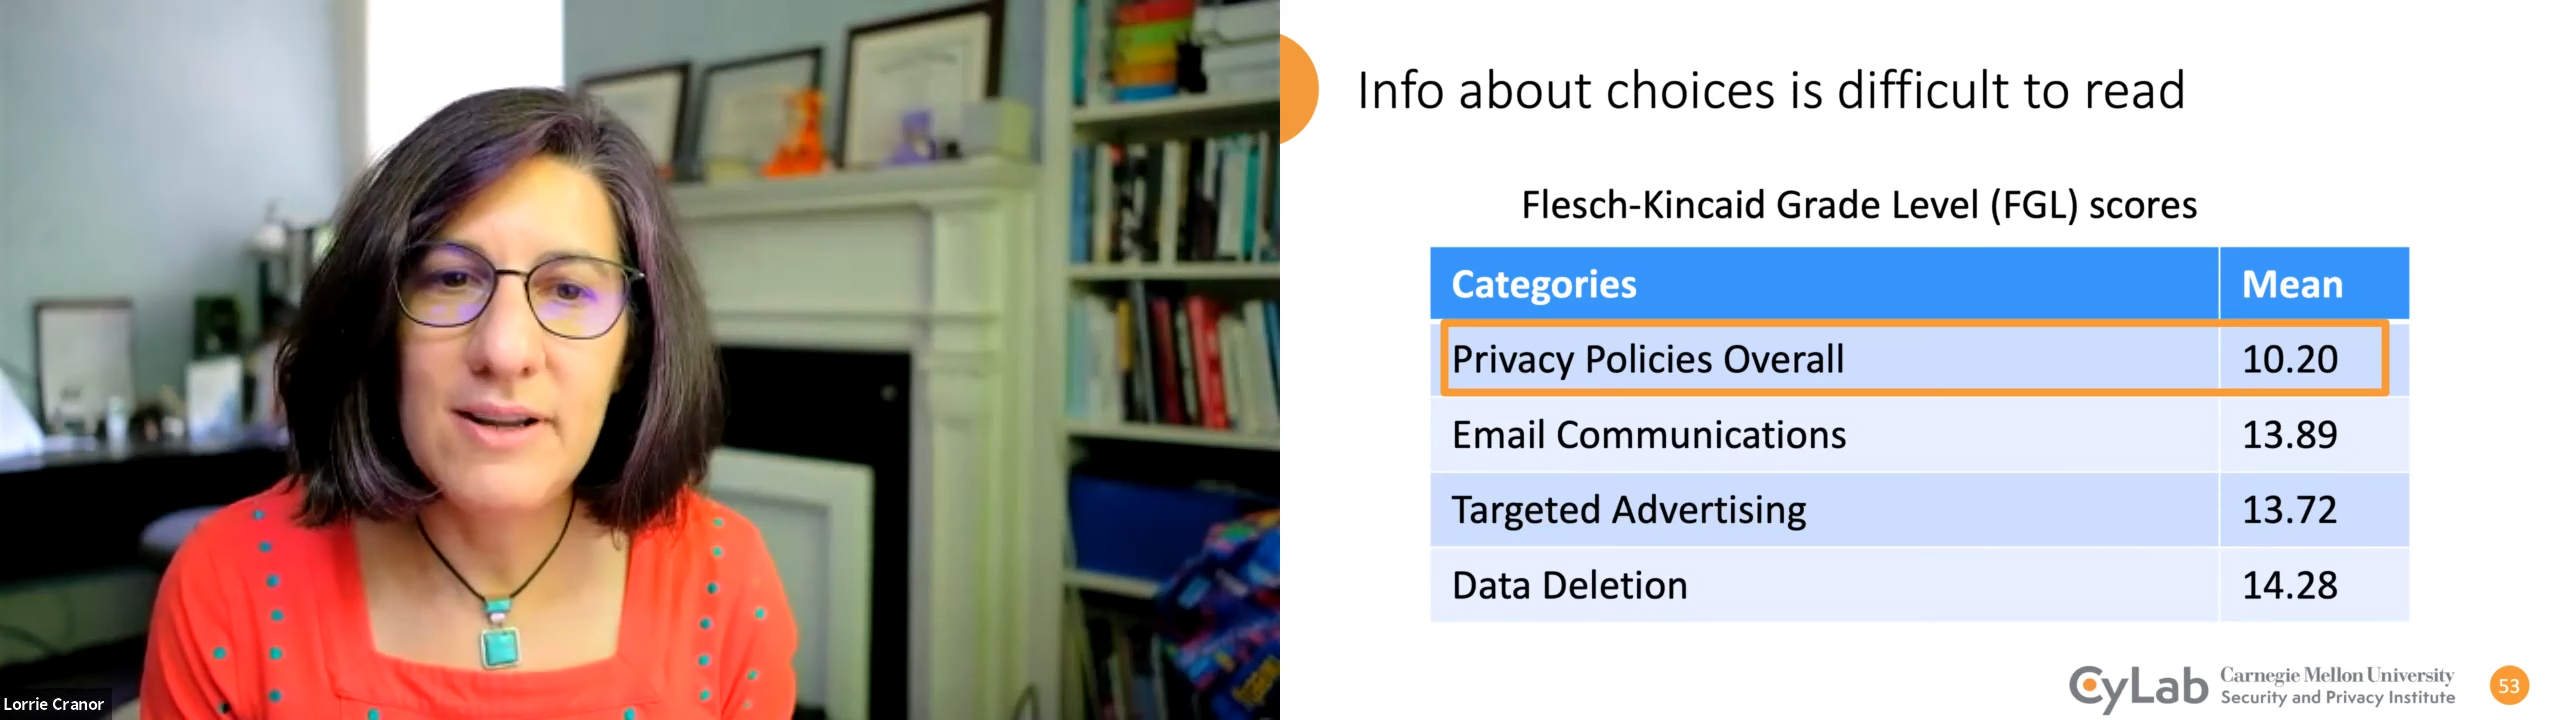 Lorrie Cranor
Info about choices is difficult to read
Flesch-Kincaid Grade Level (FGL) scores
Categories Mean
Privacy Policies Overall 10.20
Email Communications 13.89
Targeted Advertising 13.72
Data Deletion 14.28
CyLab
Carnegie Mellon University
Security and Privacy Institute
53